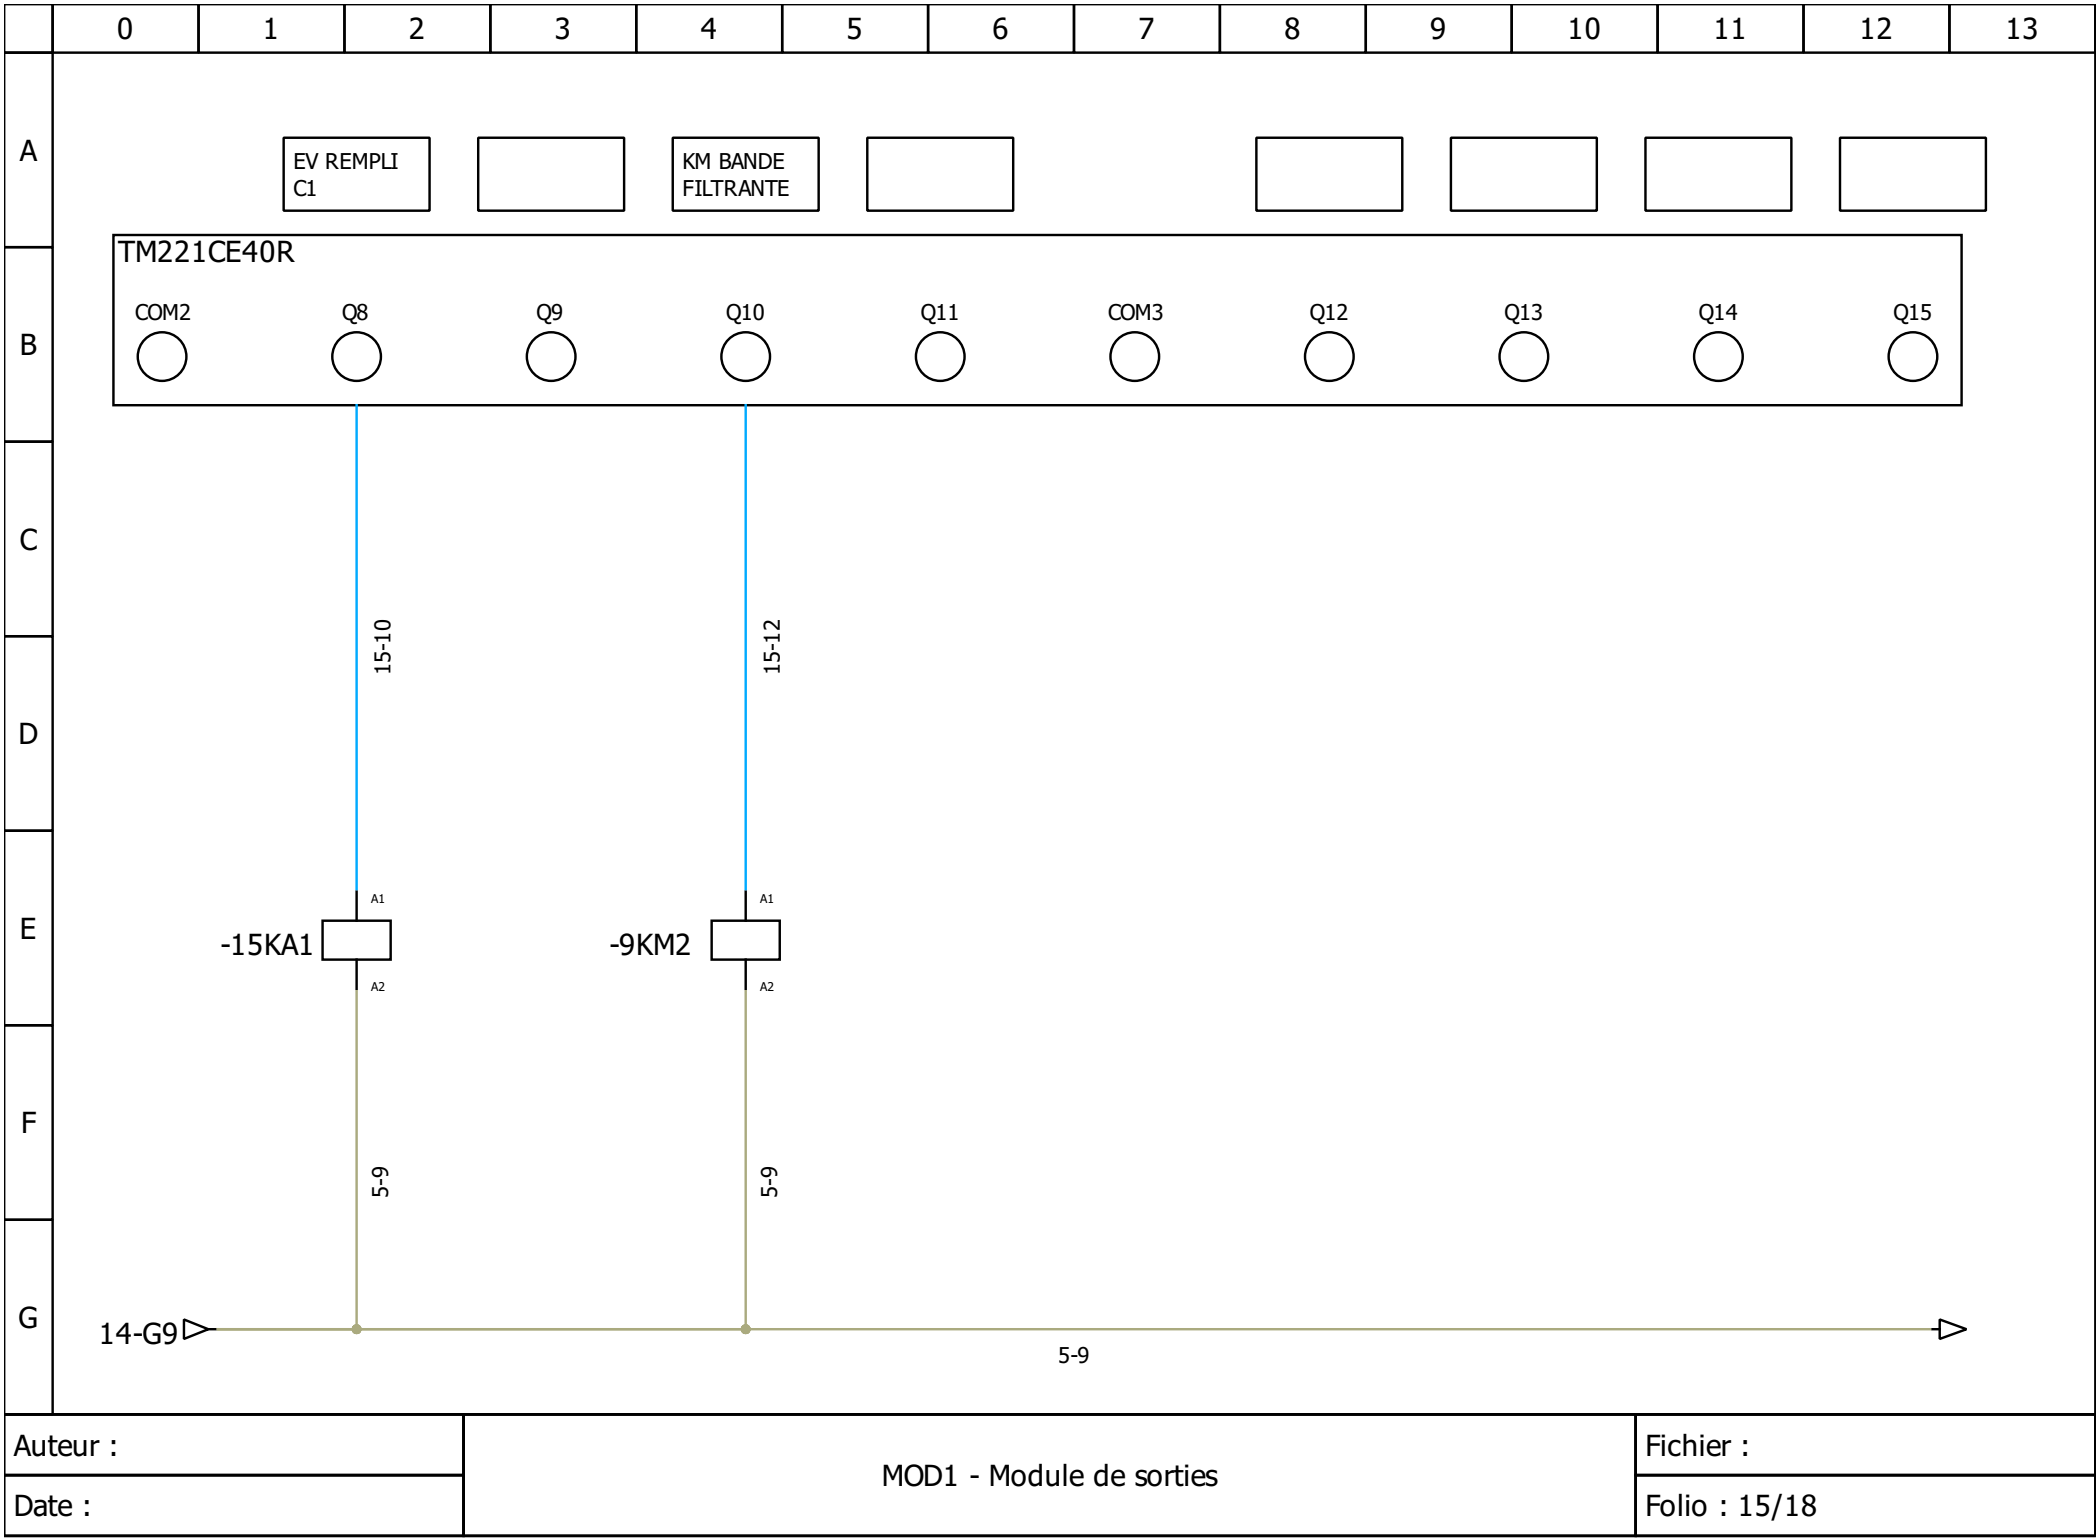 0 1 2 3 4 5 6 7 8 9 10 11 12 13
A
EV REMPLI
C1
KM BANDE
FILTRANTE
TM221CE40R
COM2 Q8 Q9 Q10 Q11 COM3 Q12 Q13 Q14 Q15
B
C
15-10 15-12
D
A1 A1
E
-15KA1 -9KM2
A2 A2
F
5-9 5-9
G
14-G9
5-9
Auteur :
Date :
MOD1 - Module de sorties
Fichier :
Folio : 15/18